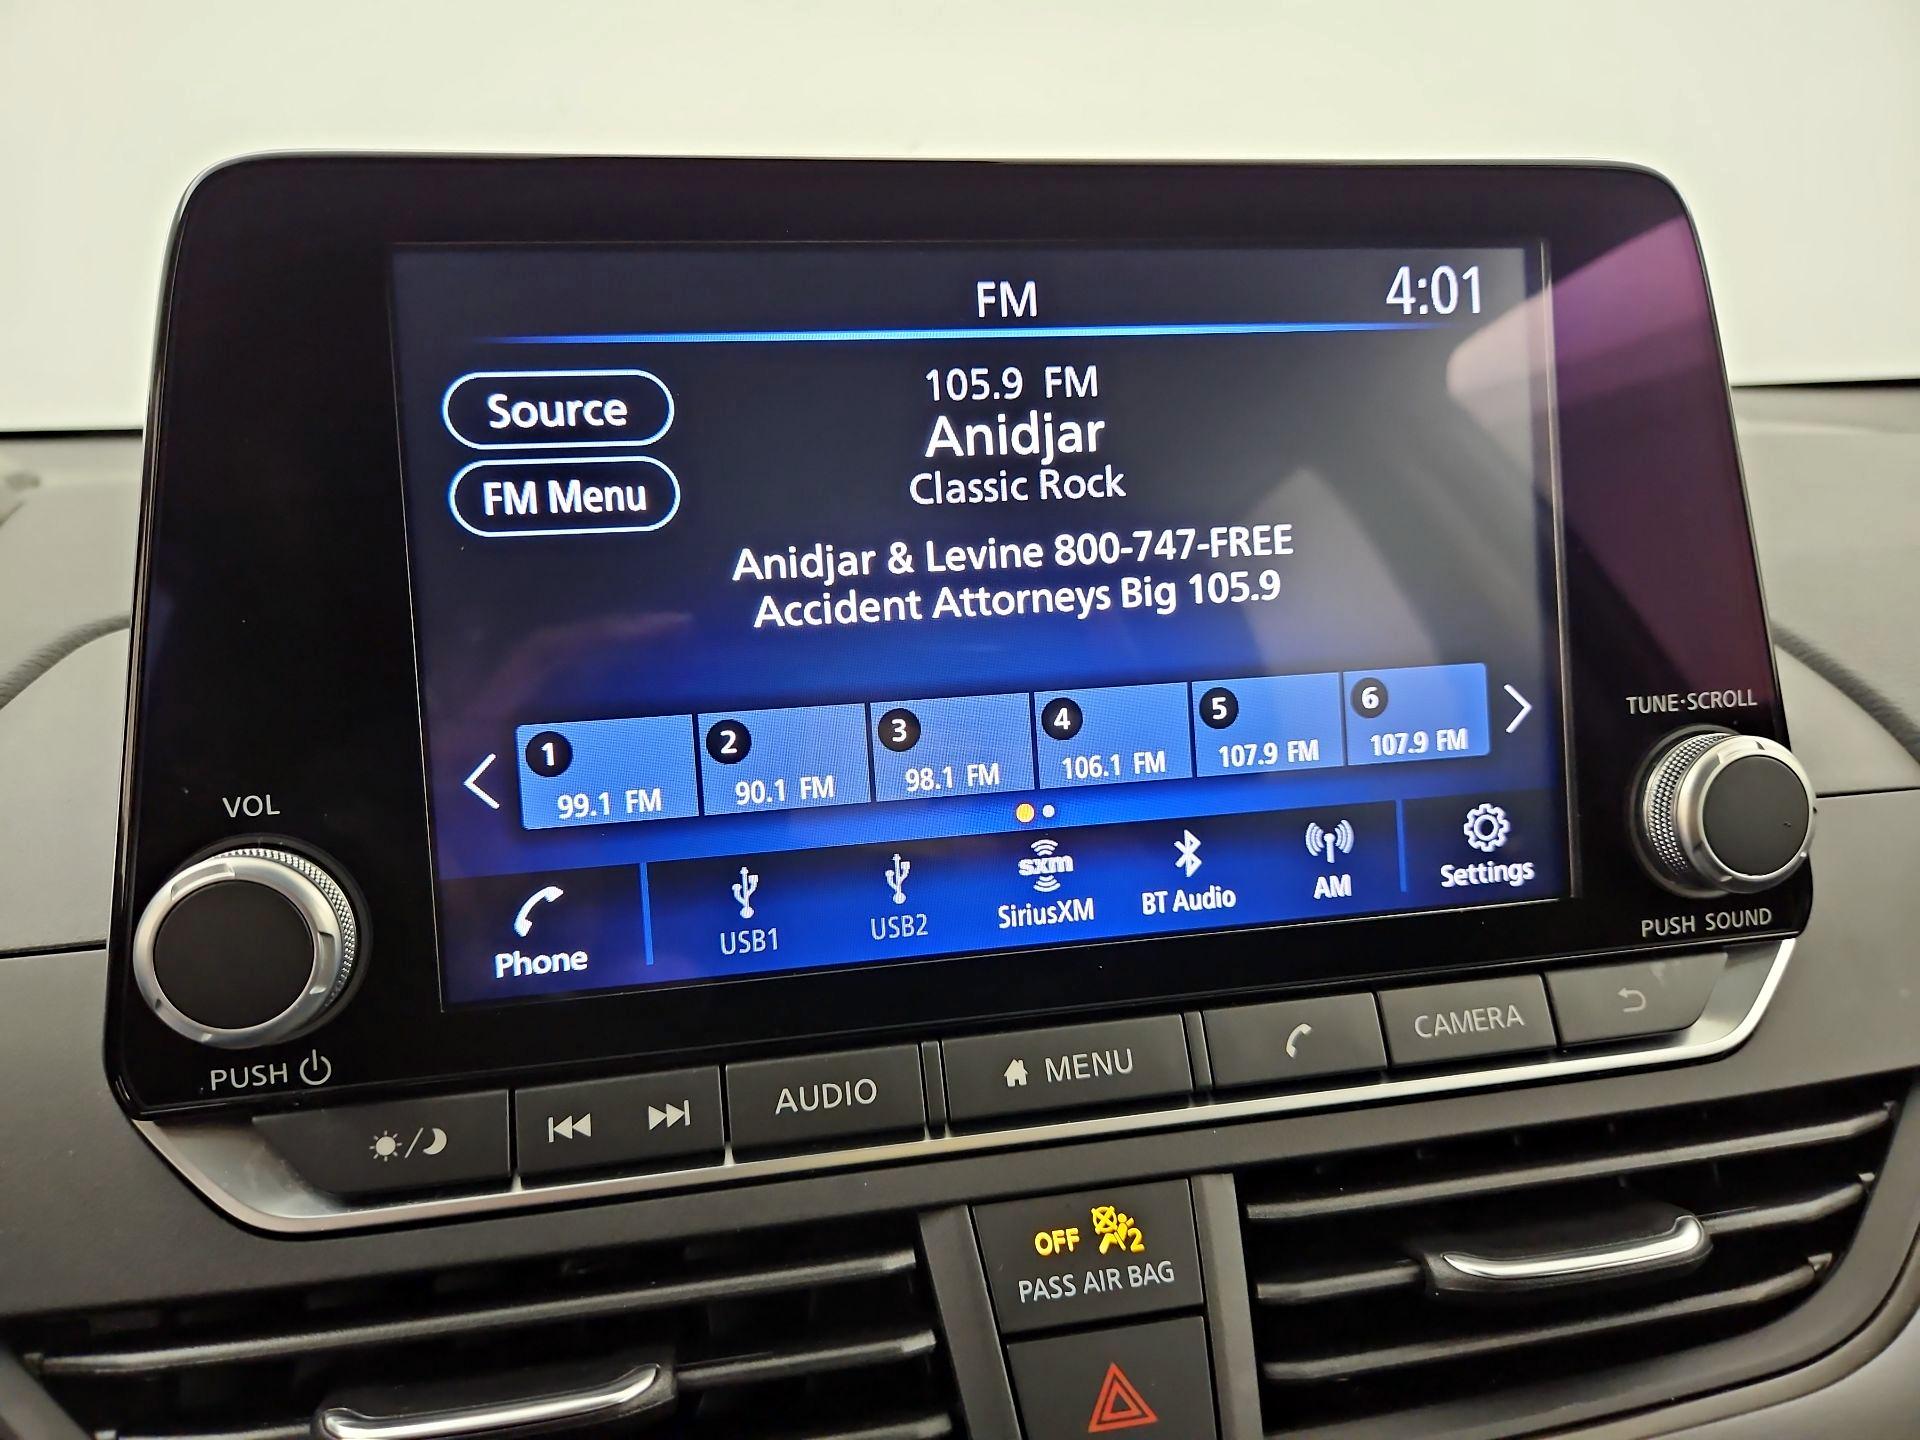 FM
4:01
Source
FM Menu
105.9 FM
Anidjar
Classic Rock
Anidjar & Levine 800-747-FREE
Accident Attorneys Big 105.9
1
99.1 FM
2
90.1 FM
3
98.1 FM
4
106.1 FM
5
107.9 FM
6
107.9 FM
Phone
USB1
USB2
sxm
SiriusXM
BT Audio
AM
Settings
VOL
PUSH
TUNE·SCROLL
PUSH SOUND
AUDIO
MENU
CAMERA
OFF
2
PASS AIR BAG